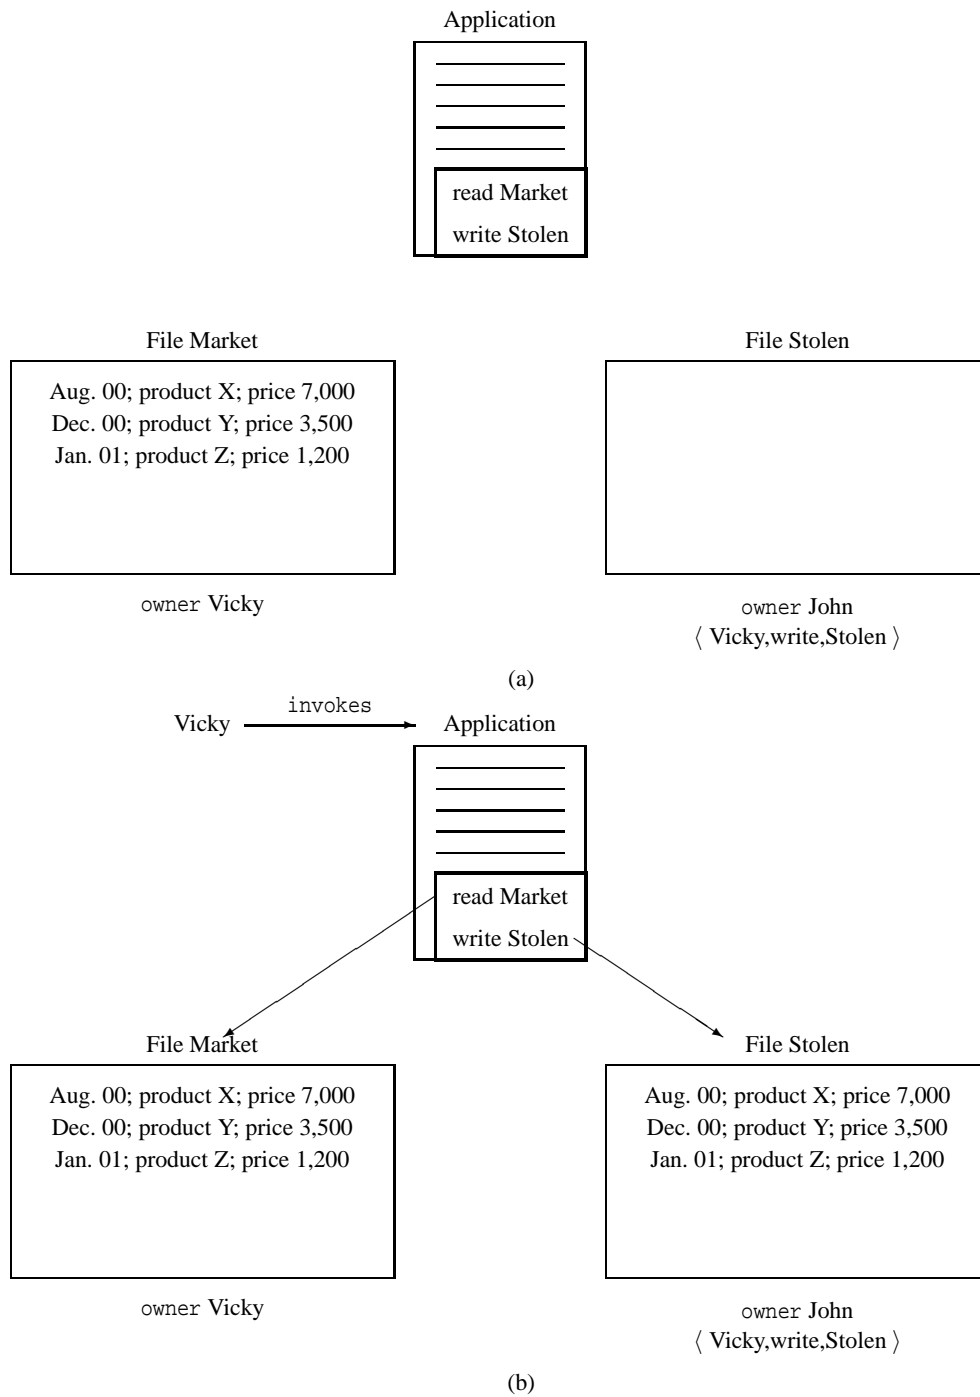 Application
read Market
write Stolen
File Market
Aug. 00; product X; price 7,000
Dec. 00; product Y; price 3,500
Jan. 01; product Z; price 1,200
owner Vicky
File Stolen
owner John
⟨ Vicky,write,Stolen ⟩
(a)
Vicky
invokes
Application
read Market
write Stolen
File Market
Aug. 00; product X; price 7,000
Dec. 00; product Y; price 3,500
Jan. 01; product Z; price 1,200
owner Vicky
File Stolen
Aug. 00; product X; price 7,000
Dec. 00; product Y; price 3,500
Jan. 01; product Z; price 1,200
owner John
⟨ Vicky,write,Stolen ⟩
(b)